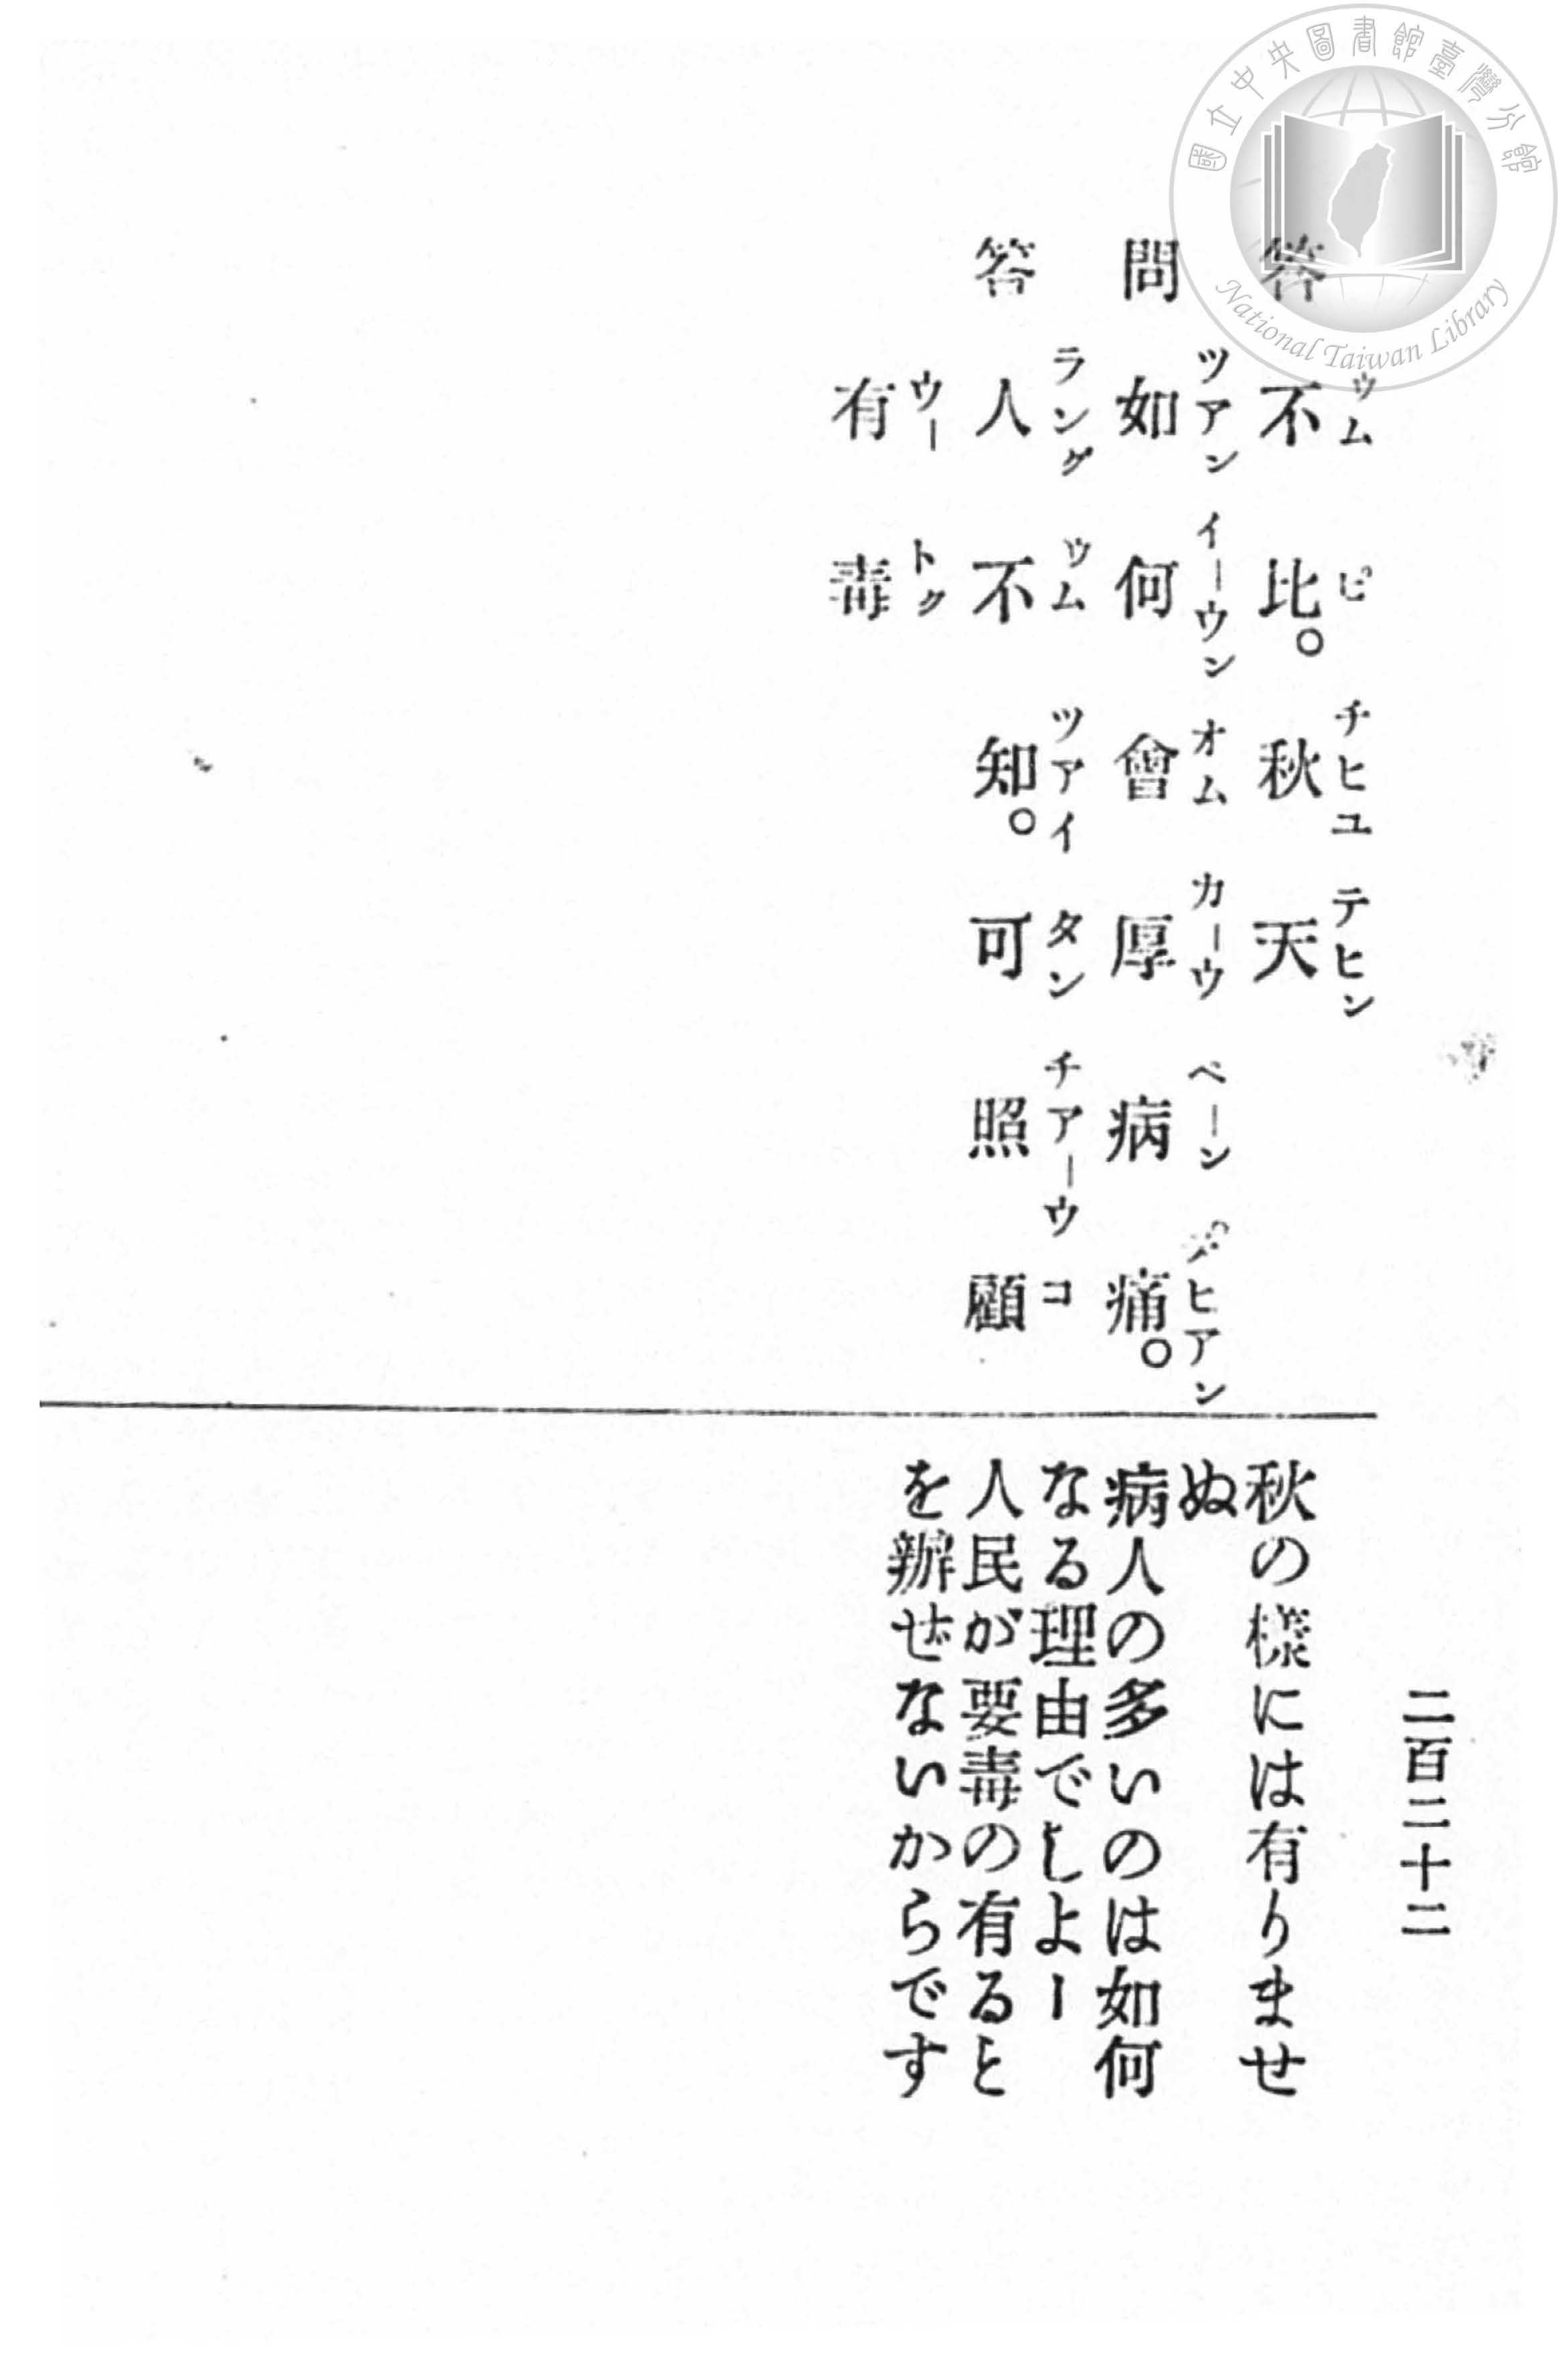 國立中央圖書館臺灣分館
National Taiwan Library
二百二十二
ウム ピ チヒユ テヒン
答 不比。秋天
ツアン イーウン オム カーウ ペーン ヒアン
問 如何會厚病痛。
ラング ウム ツアイ タン チアーウ コ
答 人不知。可照顧
ウー トク
有毒
秋の樣には有りませ
ぬ
病人の多いのは如何
なる理由でしよー
人民が要毒の有ると
を辦ぜないからです